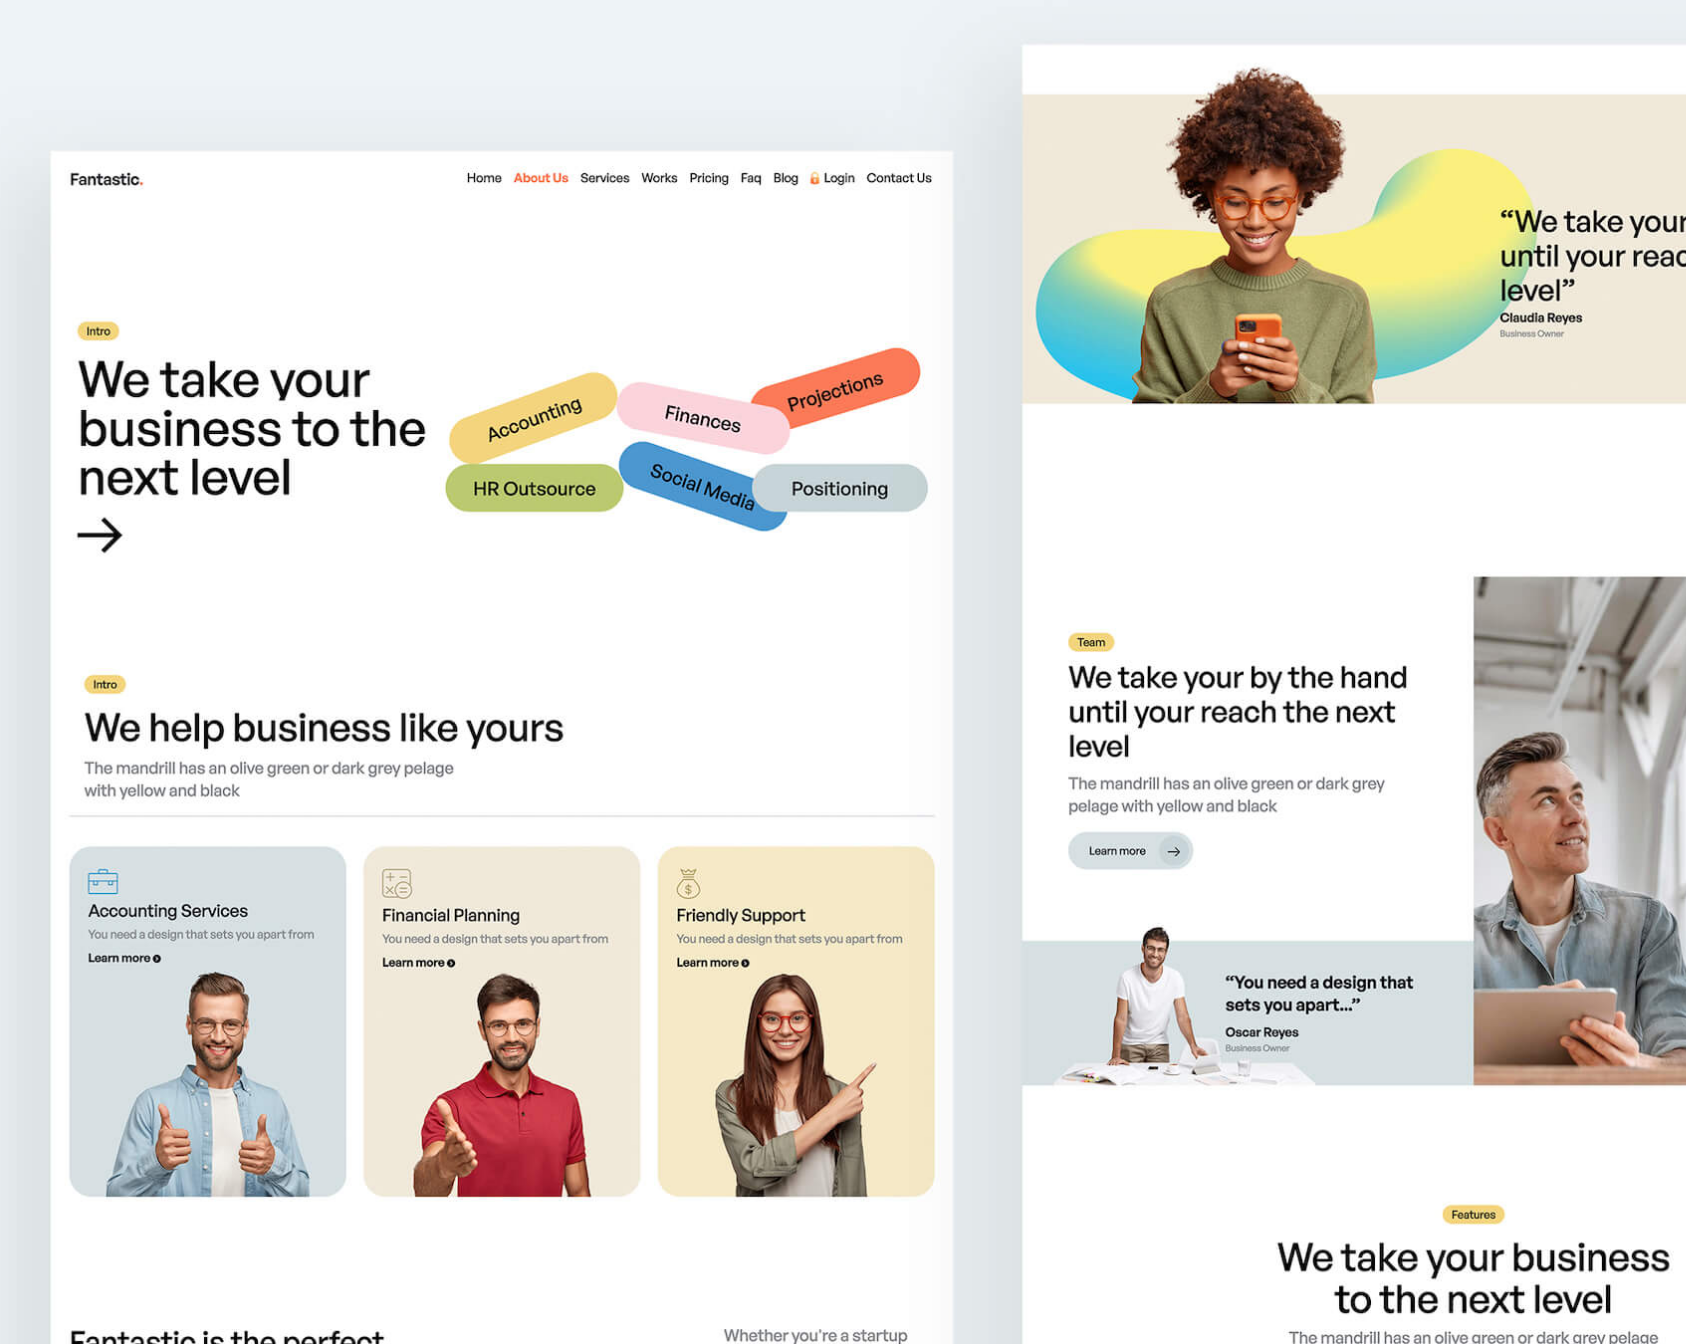 Fantastic.
Home About Us Services Works Pricing Faq Blog Login Contact Us
Intro
We take your
business to the
next level
Accounting
Finances
Projections
HR Outsource
Social Media
Positioning
Intro
We help business like yours
The mandrill has an olive green or dark grey pelage
with yellow and black
Accounting Services
You need a design that sets you apart from
Learn more
Financial Planning
You need a design that sets you apart from
Learn more
Friendly Support
You need a design that sets you apart from
Learn more
Fantastic is the perfect
Whether you're a startup
“We take your
until your reac
level”
Claudia Reyes
Business Owner
Team
We take your by the hand
until your reach the next
level
The mandrill has an olive green or dark grey
pelage with yellow and black
Learn more
“You need a design that
sets you apart...”
Oscar Reyes
Business Owner
Features
We take your business
to the next level
The mandrill has an olive green or dark grey pelage